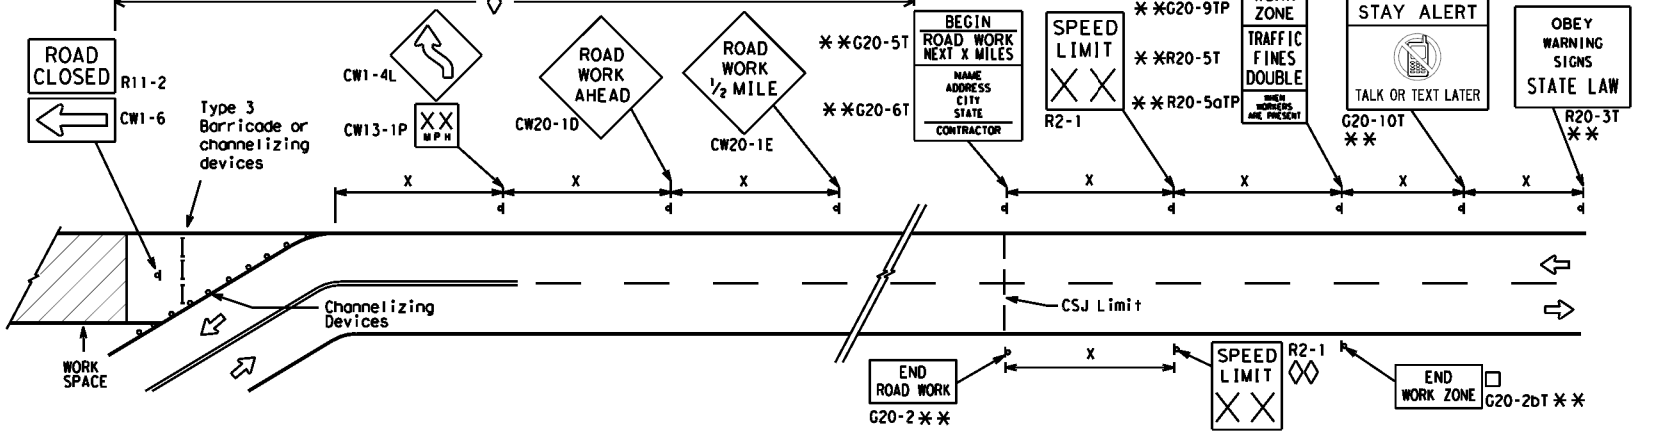 ROAD
CLOSED
R11-2
CW1-6
Type 3
Barricade or
channelizing
devices
CW1-4L
XX
MPH
CW13-1P
ROAD
WORK
AHEAD
CW20-1D
ROAD
WORK
1/2 MILE
CW20-1E
**G20-5T
BEGIN
ROAD WORK
NEXT X MILES
**G20-6T
NAME
ADDRESS
CITY
STATE
CONTRACTOR
SPEED
LIMIT
XX
R2-1
**G20-9TP
ZONE
**R20-5T
TRAFFIC
FINES
DOUBLE
**R20-5aTP
WHEN
WORKERS
ARE PRESENT
STAY ALERT
TALK OR TEXT LATER
G20-10T
**
OBEY
WARNING
SIGNS
STATE LAW
R20-3T
**
X
X
X
X
X
X
X
Channelizing
Devices
WORK
SPACE
CSJ Limit
X
END
ROAD WORK
G20-2 **
SPEED
LIMIT
XX
R2-1
END
WORK ZONE
G20-2bT **